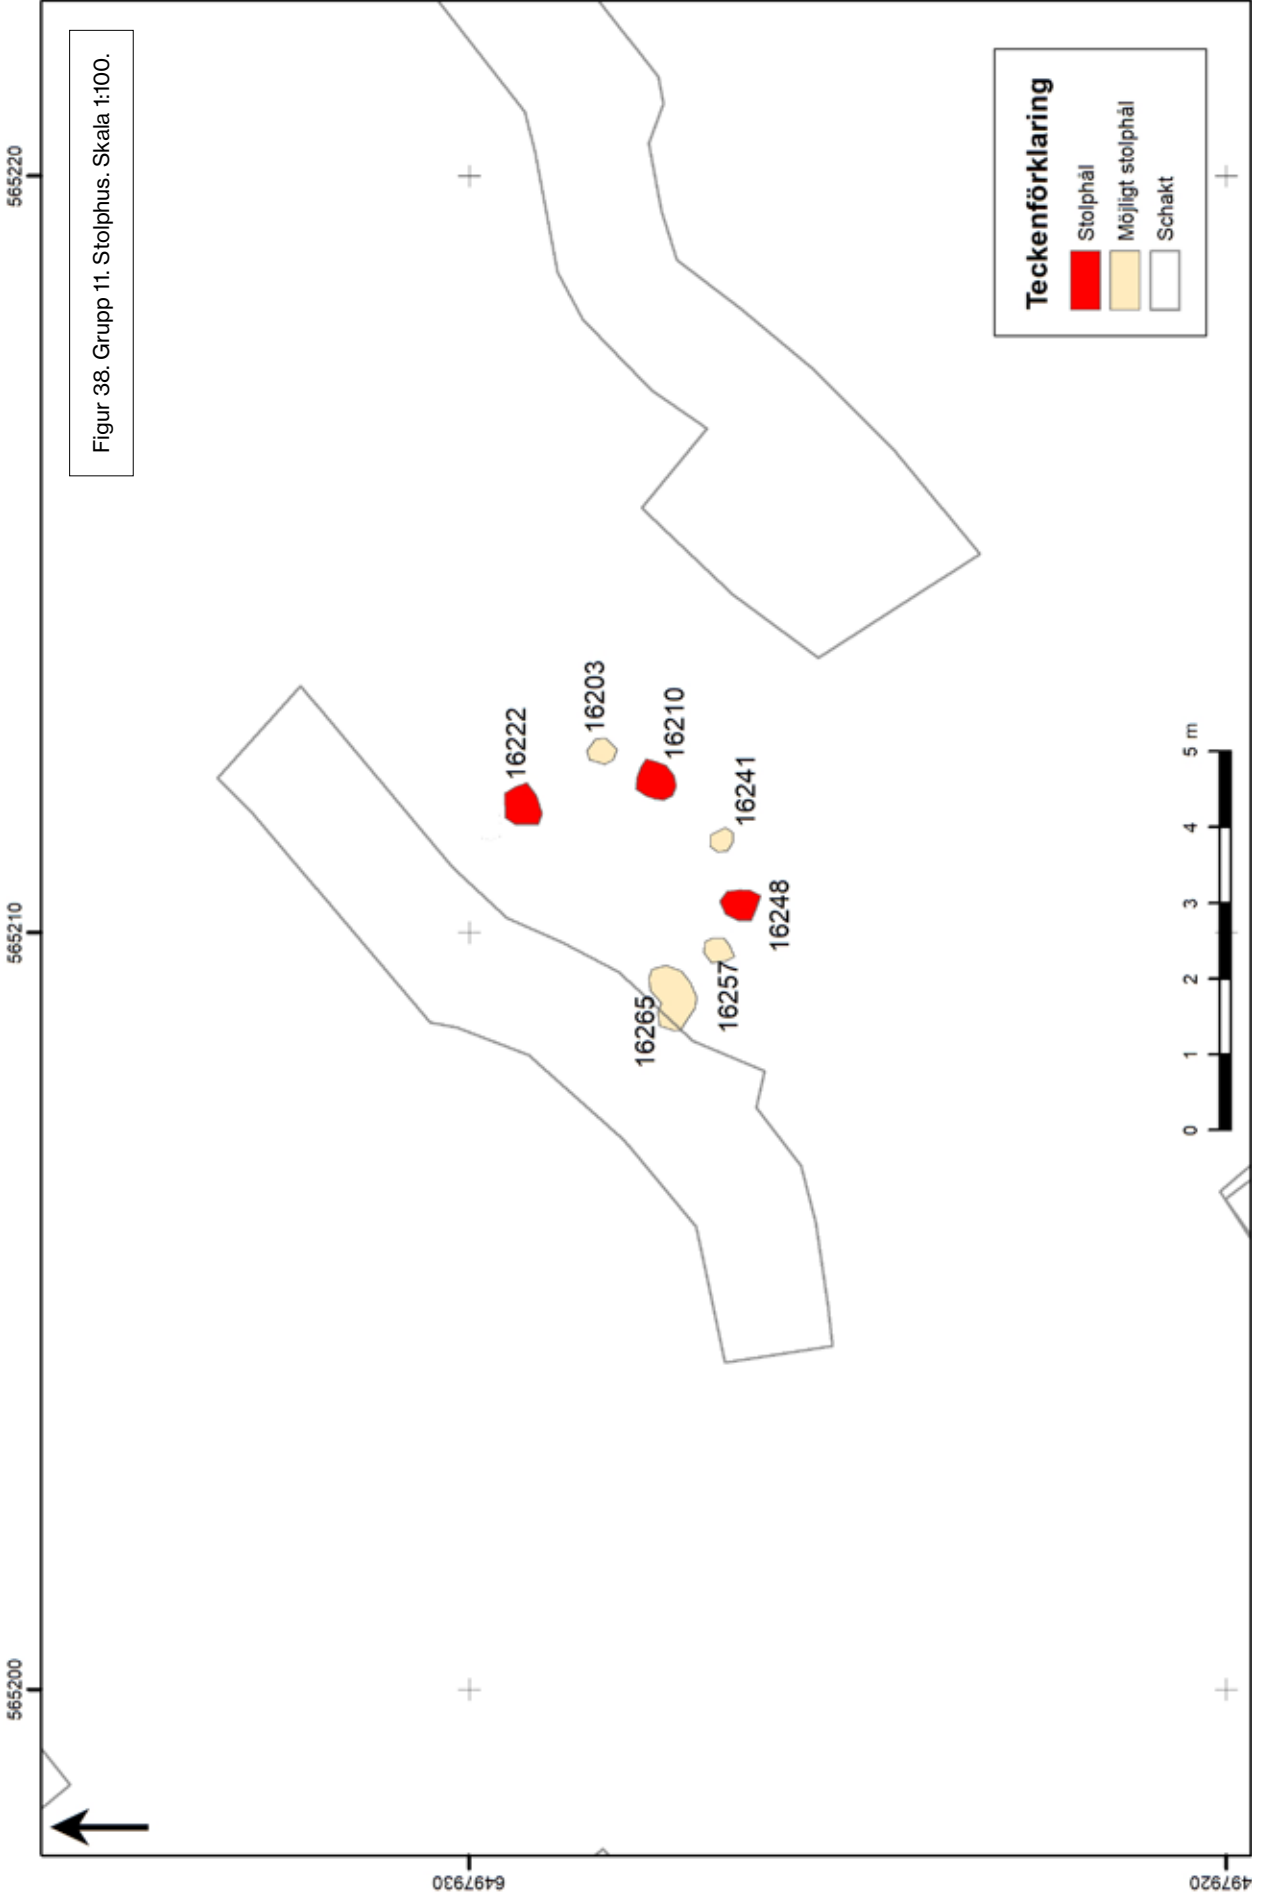 Figur 38. Grupp 11. Stolphus. Skala 1:100.
565200
565210
565220
6497930
497920
16222
16203
16210
16241
16248
16257
16265
Teckenförklaring
Stolphål
Möjligt stolphål
Schakt
0 1 2 3 4 5 m